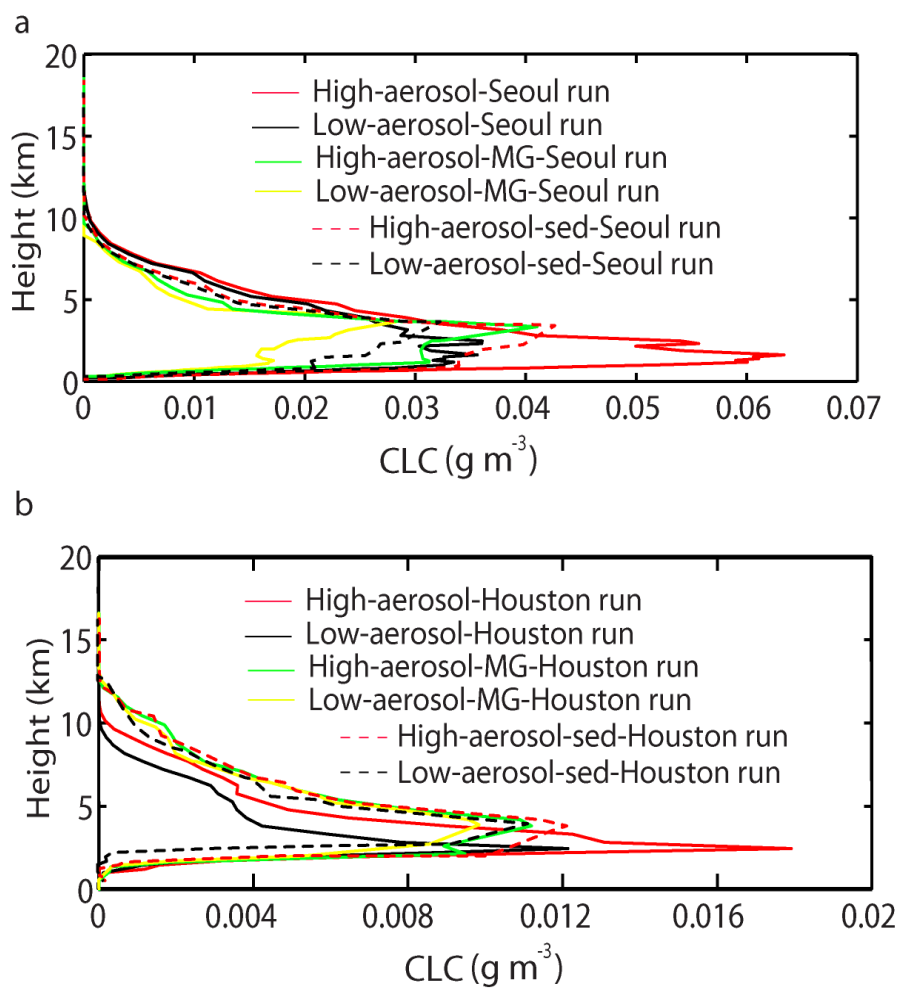 a
20
High-aerosol-Seoul run
Low-aerosol-Seoul run
15
High-aerosol-MG-Seoul run
Low-aerosol-MG-Seoul run
Height (km)
10
High-aerosol-sed-Seoul run
Low-aerosol-sed-Seoul run
5
0
0 0.01 0.02 0.03 0.04 0.05 0.06 0.07
CLC (g m-3)
b
20
High-aerosol-Houston run
Low-aerosol-Houston run
15
High-aerosol-MG-Houston run
Low-aerosol-MG-Houston run
Height (km)
10
High-aerosol-sed-Houston run
Low-aerosol-sed-Houston run
5
0
0 0.004 0.008 0.012 0.016 0.02
CLC (g m-3)